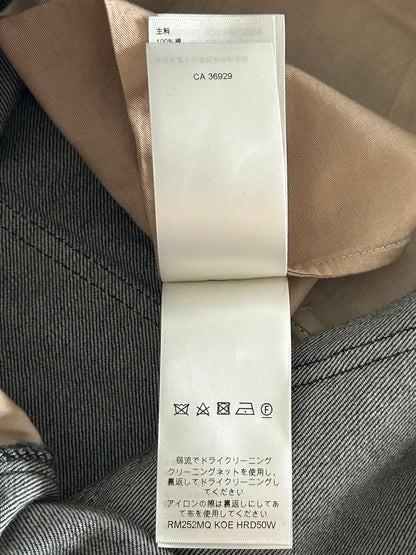 主料
100% 棉
CA 36929
弱流でドライクリーニング
クリーニングネットを使用し、
裏返してドライクリーニングし
てください
アイロンの際は裏返しにしてあ
て布を使用してください
RM252MQ KOE HRD50W